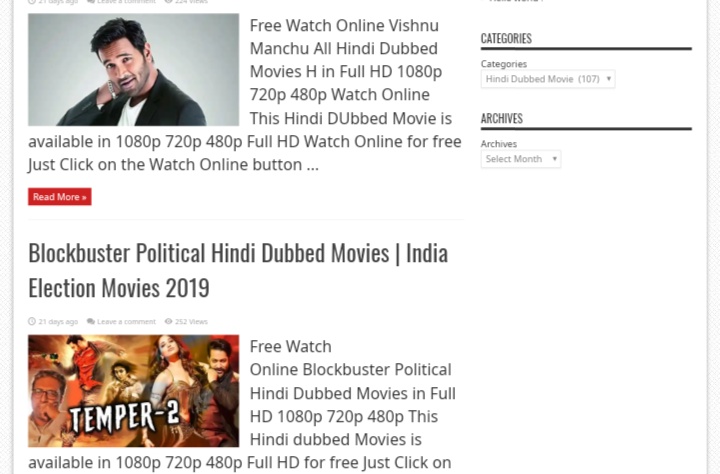 21 days ago Leave a comment 224 Views
Free Watch Online Vishnu
Manchu All Hindi Dubbed
Movies H in Full HD 1080p
720p 480p Watch Online
This Hindi DUbbed Movie is
available in 1080p 720p 480p Full HD Watch Online for free
Just Click on the Watch Online button ...
Read More »
Blockbuster Political Hindi Dubbed Movies | India
Election Movies 2019
21 days ago Leave a comment 252 Views
Free Watch
Online Blockbuster Political
Hindi Dubbed Movies in Full
HD 1080p 720p 480p This
Hindi dubbed Movies is
available in 1080p 720p 480p Full HD for free Just Click on
TEMPER-2
CATEGORIES
Categories
Hindi Dubbed Movie (107)
ARCHIVES
Archives
Select Month